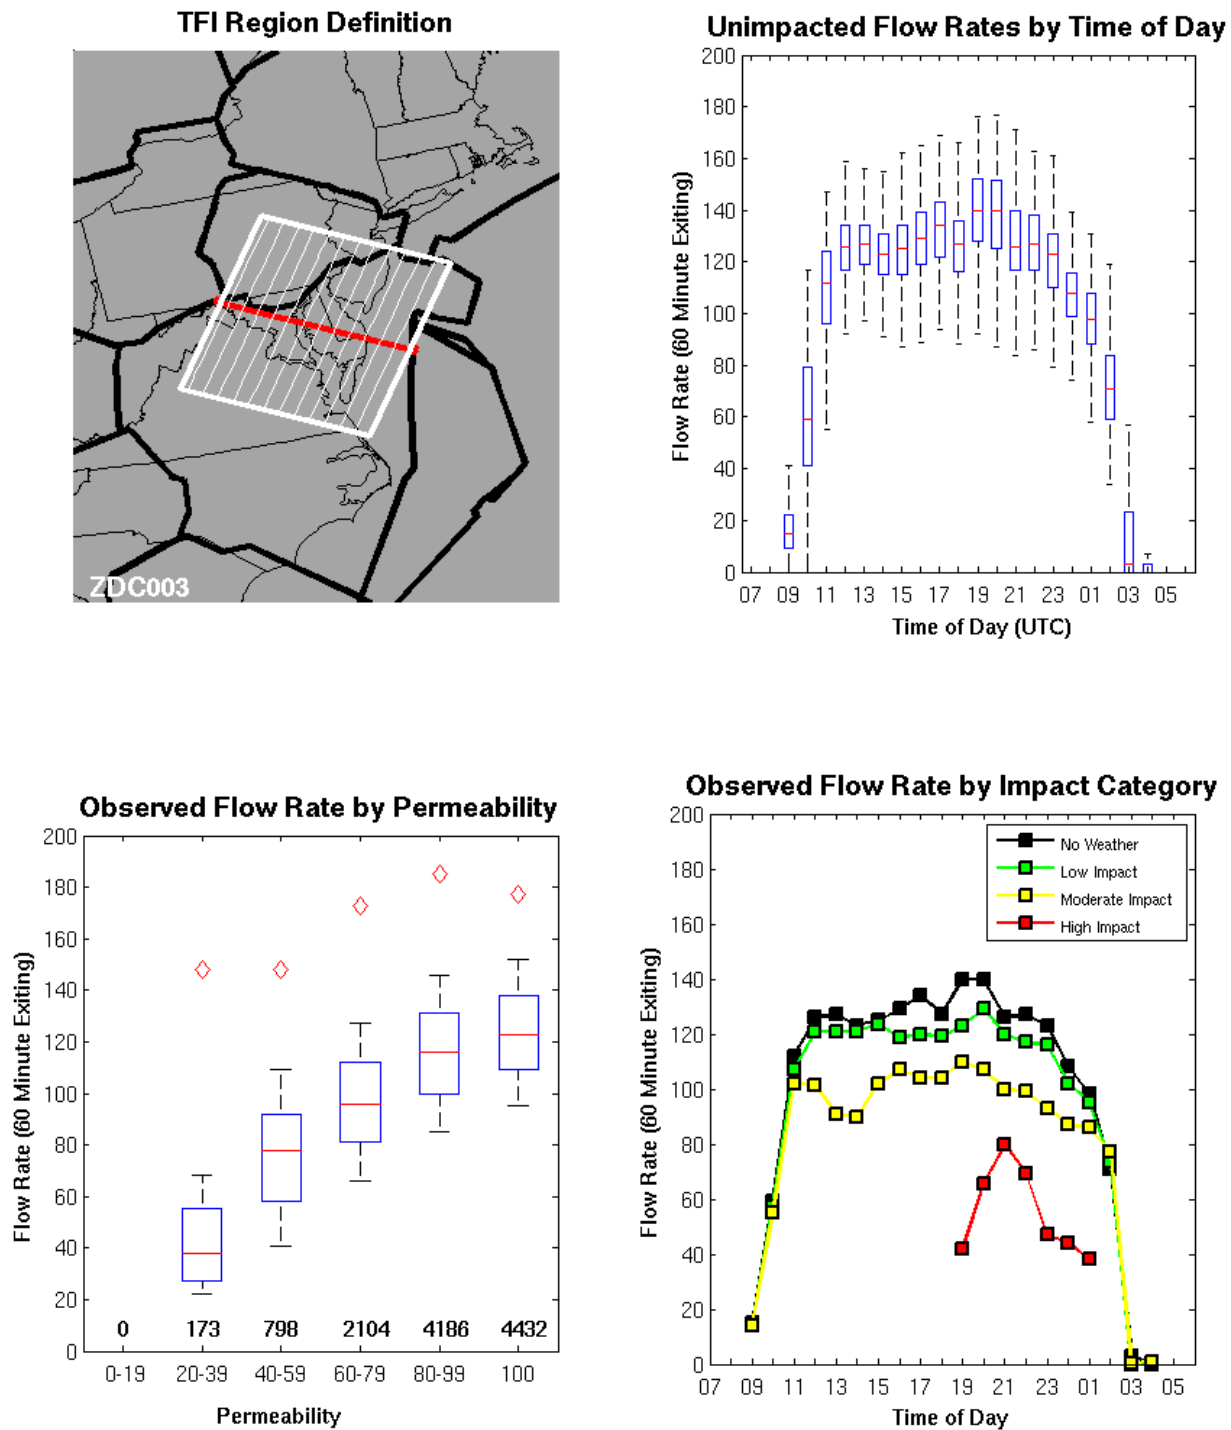 TFI Region Definition
ZDC003
Unimpacted Flow Rates by Time of Day
Flow Rate (60 Minute Exiting)
200
180
160
140
120
100
80
60
40
20
0
07 09 11 13 15 17 19 21 23 01 03 05
Time of Day (UTC)
Observed Flow Rate by Permeability
Flow Rate (60 Minute Exiting)
200
180
160
140
120
100
80
60
40
20
0
0 173 798 2104 4186 4432
0-19 20-39 40-59 60-79 80-99 100
Permeability
Observed Flow Rate by Impact Category
Flow Rate (60 Minute Exiting)
200
180
160
140
120
100
80
60
40
20
0
No Weather
Low Impact
Moderate Impact
High Impact
07 09 11 13 15 17 19 21 23 01 03 05
Time of Day